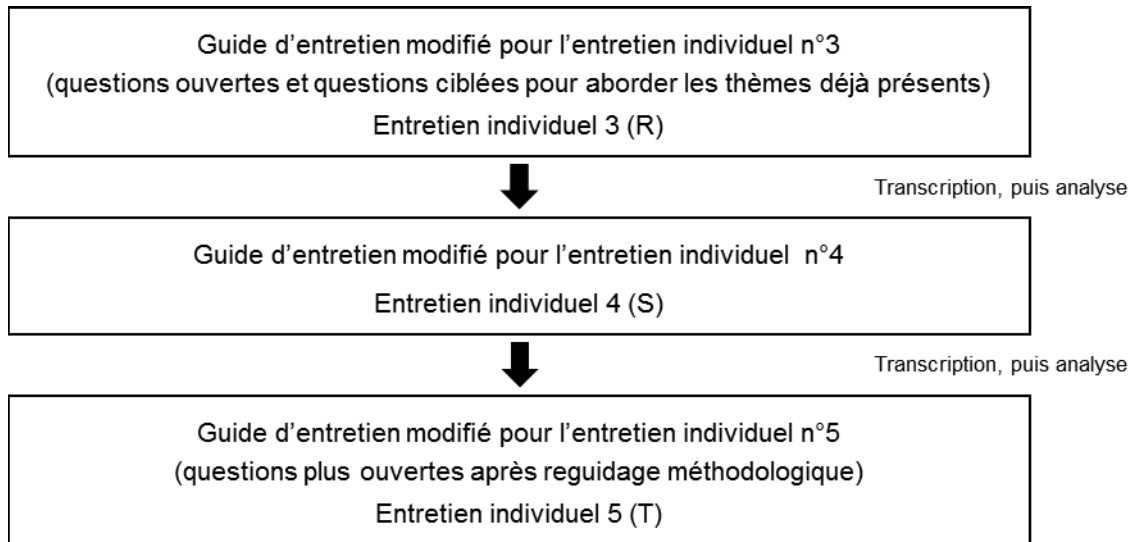 Guide d’entretien modifié pour l’entretien individuel n°3
(questions ouvertes et questions ciblées pour aborder les thèmes déjà présents)
Entretien individuel 3 (R)
Transcription, puis analyse
Guide d’entretien modifié pour l’entretien individuel n°4
Entretien individuel 4 (S)
Transcription, puis analyse
Guide d’entretien modifié pour l’entretien individuel n°5
(questions plus ouvertes après reguidage méthodologique)
Entretien individuel 5 (T)